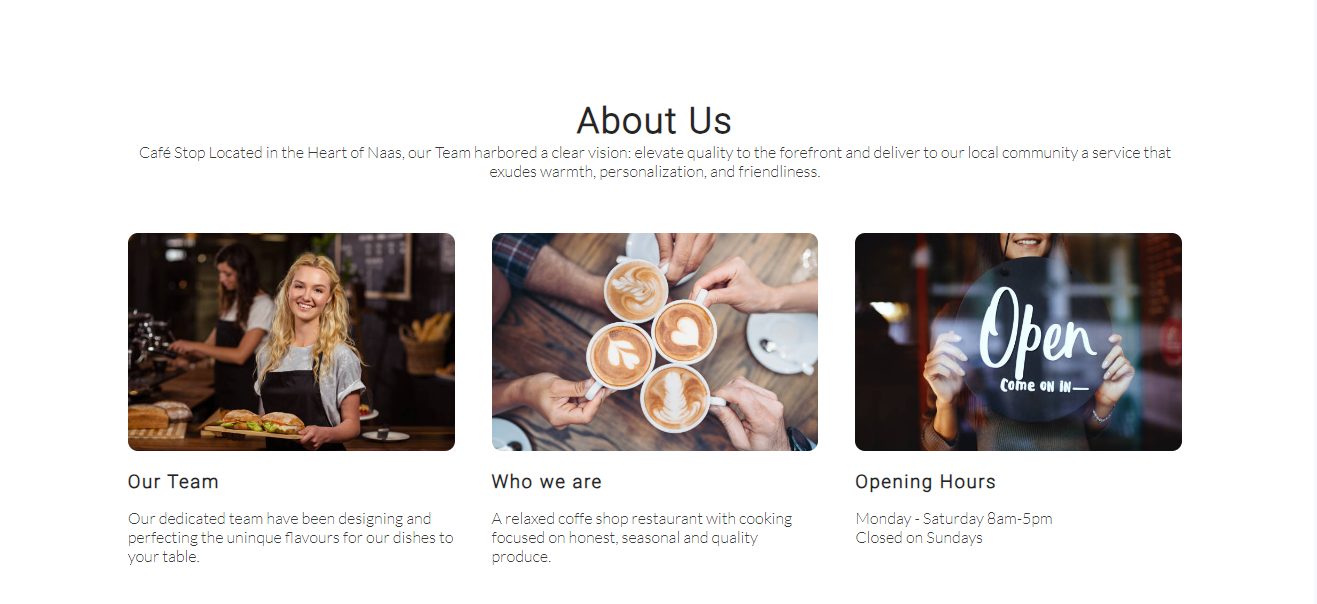 About Us
Café Stop Located in the Heart of Naas, our Team harbored a clear vision: elevate quality to the forefront and deliver to our local community a service that
exudes warmth, personalization, and friendliness.
Open
Come ON IN—
Our Team
Our dedicated team have been designing and
perfecting the uninque flavours for our dishes to
your table.
Who we are
A relaxed coffe shop restaurant with cooking
focused on honest, seasonal and quality
produce.
Opening Hours
Monday - Saturday 8am-5pm
Closed on Sundays